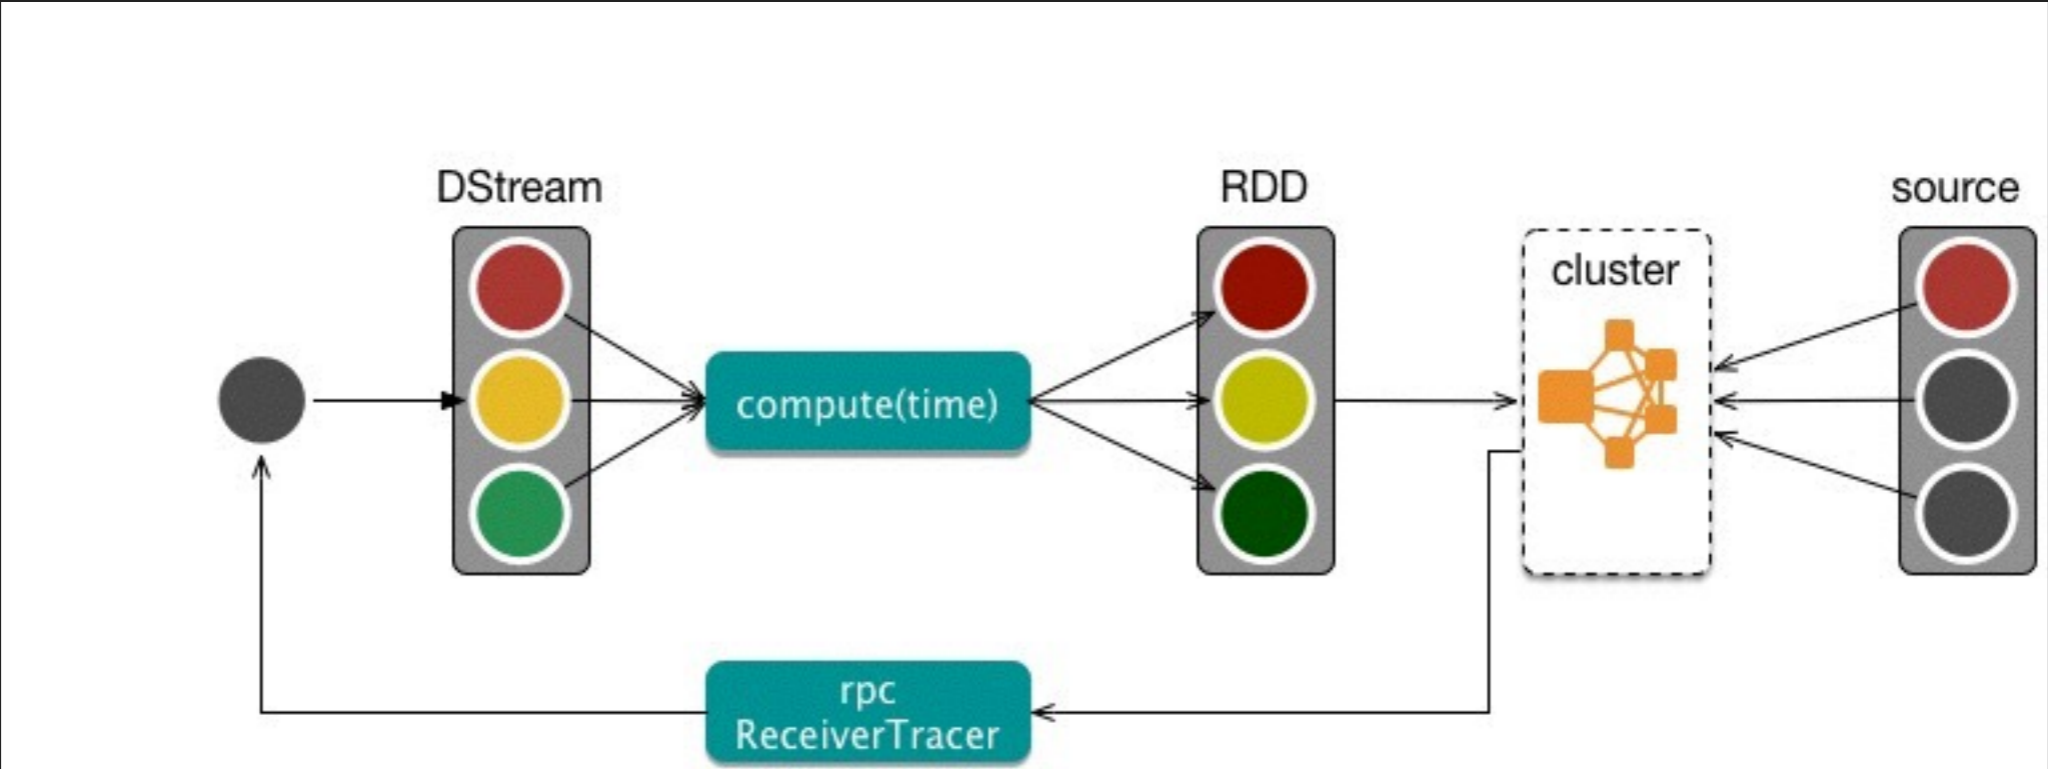 DStream
RDD
source
cluster
compute(time)
rpc
ReceiverTracer